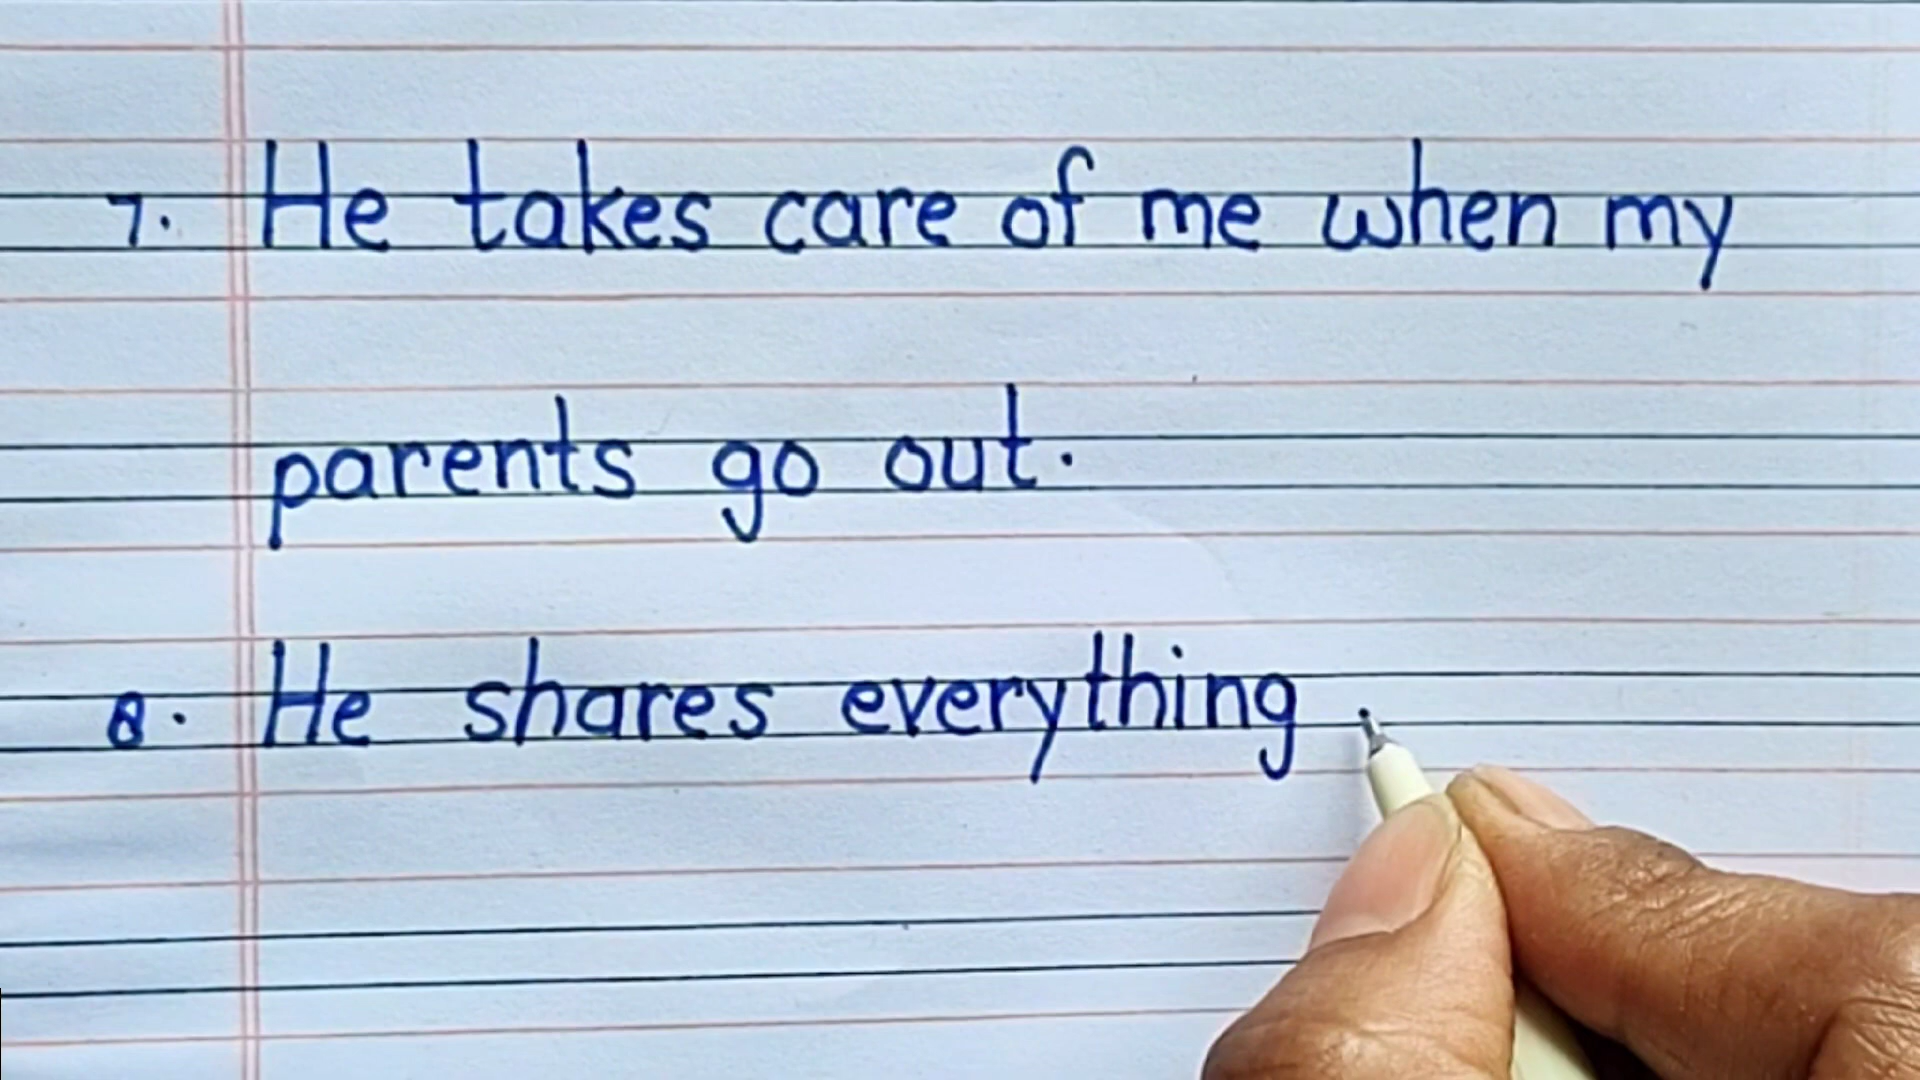 7. He takes care of me when my
parents go out.
8. He shares everything